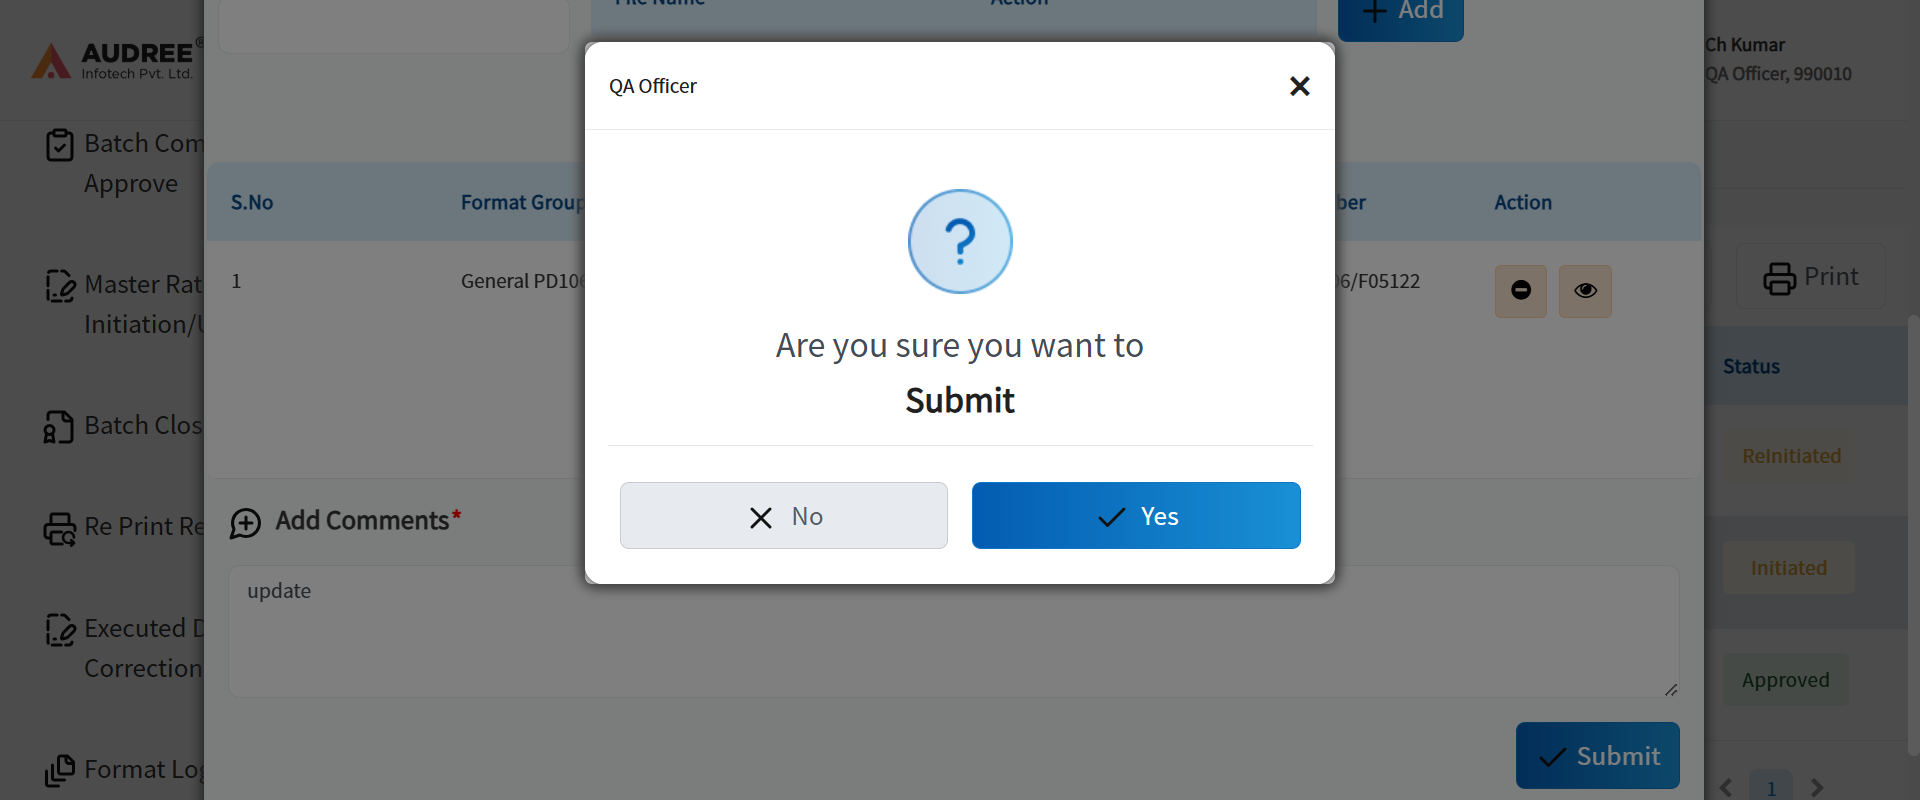 File Name
Action
Add
AUDREE®
Infotech Pvt. Ltd.
Ch Kumar
QA Officer, 990010
QA Officer
Batch Com
Approve
S.No
Format Group
ber
Action
1
General PD106
06/F05122
Master Rat
Initiation/U
Print
Are you sure you want to
Submit
Status
Batch Clos
ReInitiated
No
Yes
Re Print Re
Add Comments*
Initiated
update
Executed D
Correction
Approved
Submit
Format Log
1